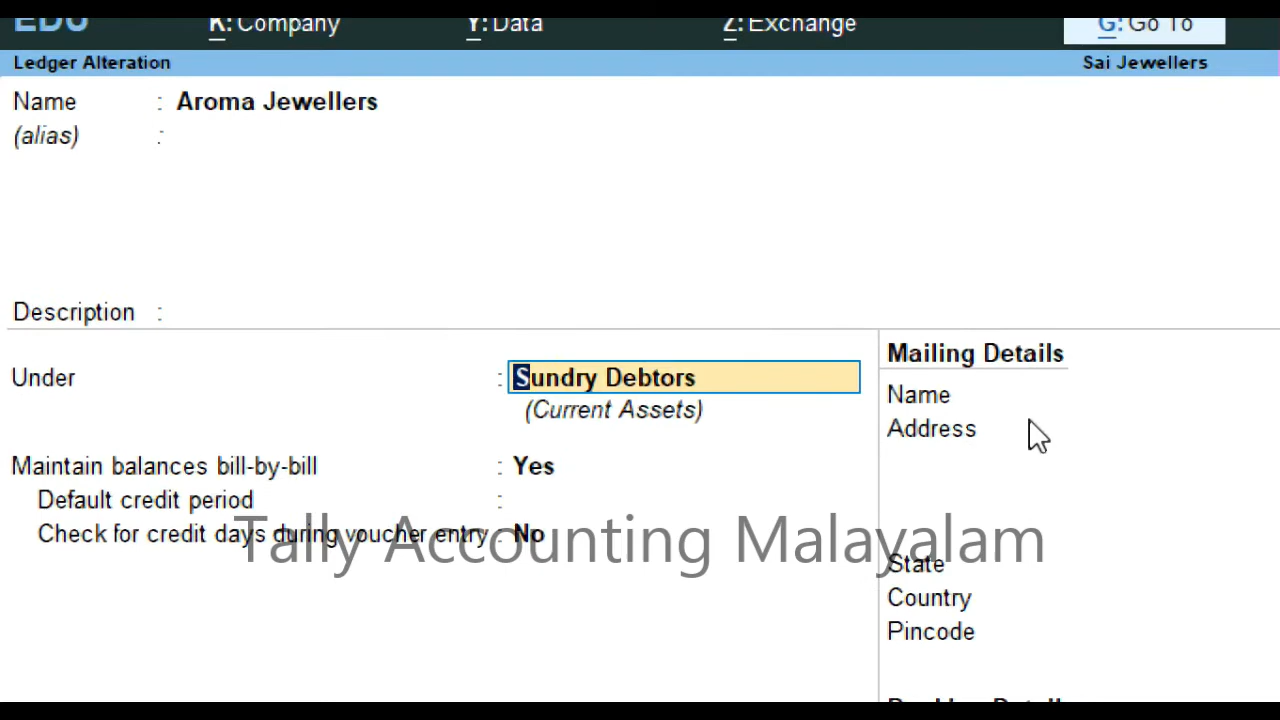 EDU K: Company Y: Data Z: Exchange G: Go To
Ledger Alteration Sai Jewellers
Name : Aroma Jewellers
(alias) :
Description :
Mailing Details
Under : Sundry Debtors
(Current Assets)
Name
Address
Maintain balances bill-by-bill : Yes
Default credit period :
Check for credit days during voucher entry : No
Tally Accounting Malayalam
State
Country
Pincode